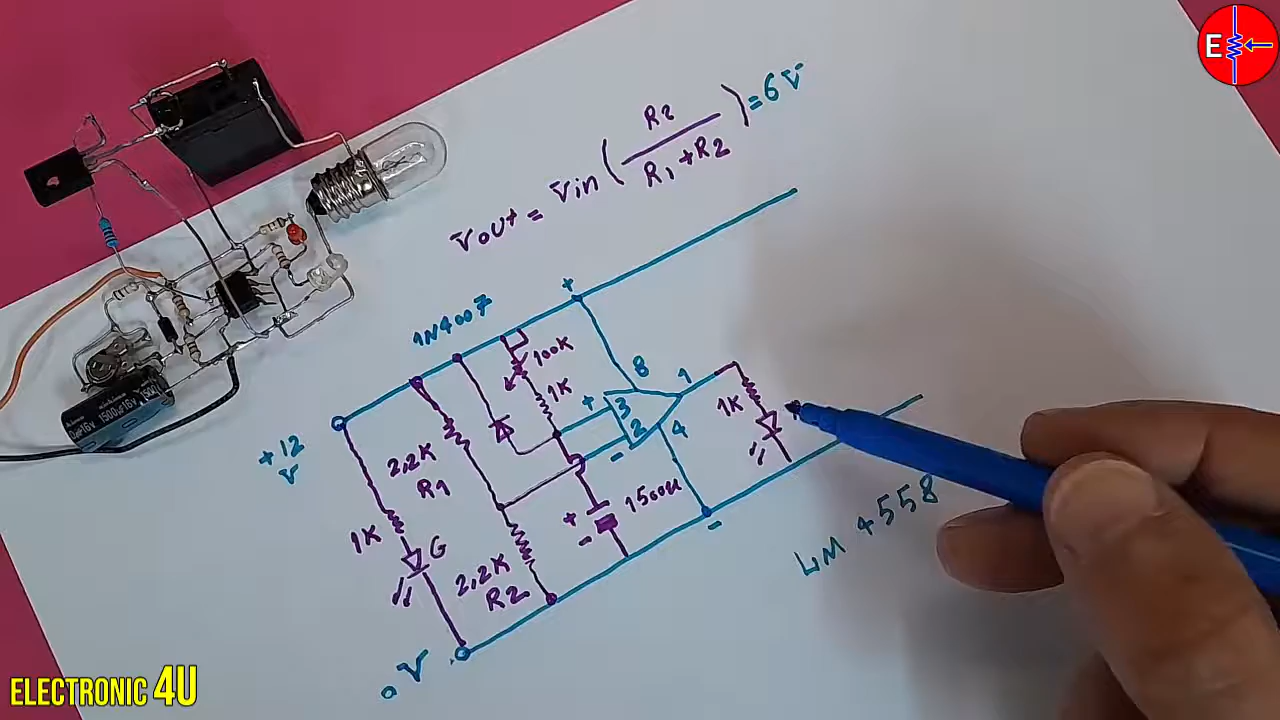 E
Vout = Vin ( R2 / R1 + R2 ) = 6V
1N4007
+
100K
8
1
1K
+
3
2
-
4
1K
+12
V
2,2K
R1
+
-
1500u
-
1K
G
2,2K
R2
LM 4558
0V
1500uF16V
ELECTRONIC 4U